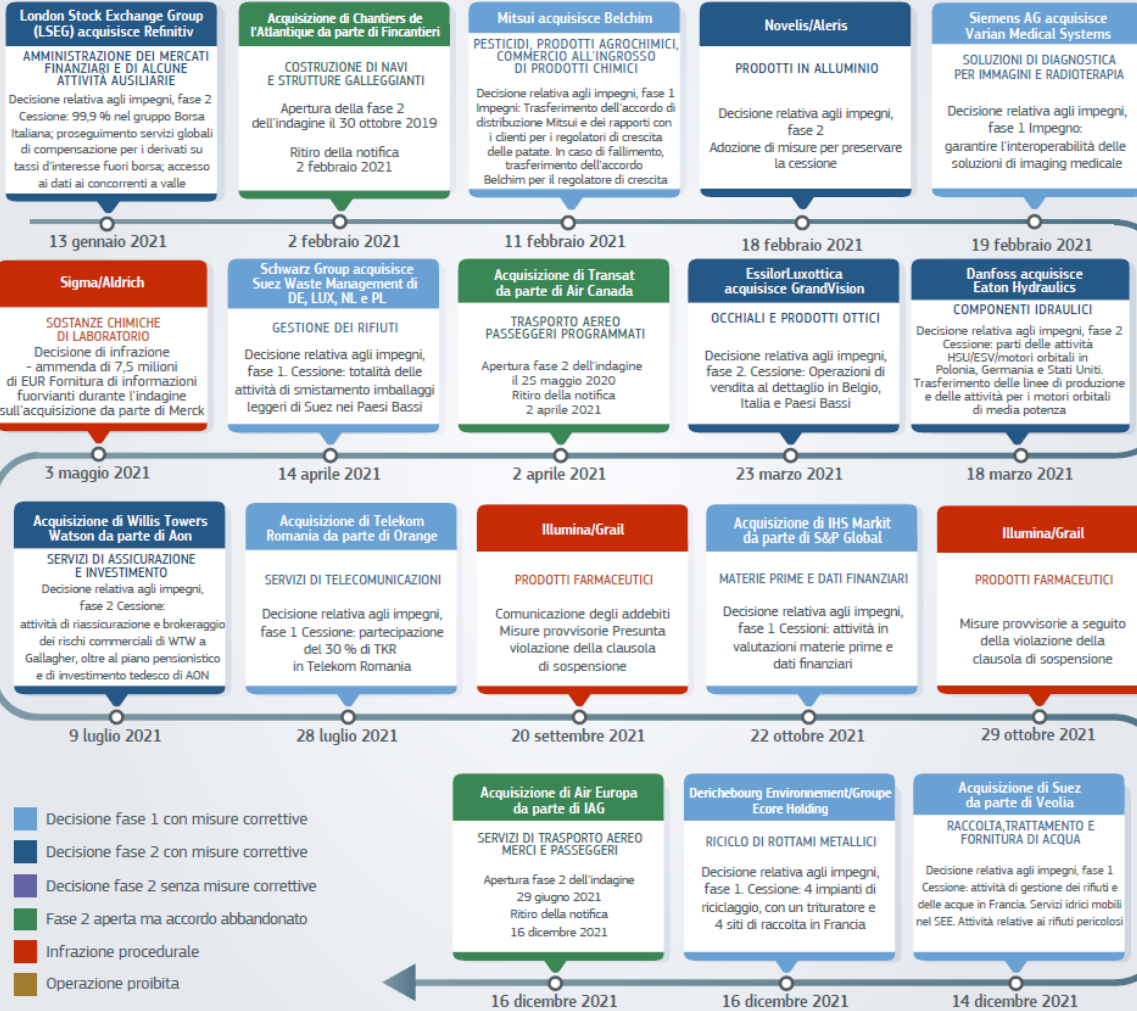 London Stock Exchange Group
(LSEG) acquisisce Refinitiv
AMMINISTRAZIONE DEI MERCATI
FINANZIARI E DI ALCUNE
ATTIVITÀ AUSILIARIE
Decisione relativa agli impegni, fase 2
Cessione: 99,9 % nel gruppo Borsa
Italiana; proseguimento servizi globali
di compensazione per i derivati su
tassi d'interesse fuori borsa; accesso
ai dati ai concorrenti a valle
13 gennaio 2021
Acquisizione di Chantiers de
l'Atlantique da parte di Fincantieri
COSTRUZIONE DI NAVI
E STRUTTURE GALLEGGIANTI
Apertura della fase 2
dell'indagine il 30 ottobre 2019
Ritiro della notifica
2 febbraio 2021
2 febbraio 2021
Mitsui acquisisce Belchim
PESTICIDI, PRODOTTI AGROCHIMICI,
COMMERCIO ALL'INGROSSO
DI PRODOTTI CHIMICI
Decisione relativa agli impegni, fase 1
Impegni: Trasferimento dell'accordo di
distribuzione Mitsui e dei rapporti con
i clienti per i regolatori di crescita
delle patate. In caso di fallimento,
trasferimento dell'accordo
Belchim per il regolatore di crescita
11 febbraio 2021
Novelis/Aleris
PRODOTTI IN ALLUMINIO
Decisione relativa agli impegni,
fase 2
Adozione di misure per preservare
la cessione
18 febbraio 2021
Siemens AG acquisisce
Varian Medical Systems
SOLUZIONI DI DIAGNOSTICA
PER IMMAGINI E RADIOTERAPIA
Decisione relativa agli impegni,
fase 1 Impegno:
garantire l'interoperabilità delle
soluzioni di imaging medicale
19 febbraio 2021
Sigma/Aldrich
SOSTANZE CHIMICHE
DI LABORATORIO
Decisione di infrazione
- ammenda di 7,5 milioni
di EUR Fornitura di informazioni
fuorvianti durante l'indagine
sull'acquisizione da parte di Merck
3 maggio 2021
Schwarz Group acquisisce
Suez Waste Management di
DE, LUX, NL e PL
GESTIONE DEI RIFIUTI
Decisione relativa agli impegni,
fase 1. Cessione: totalità delle
attività di smistamento imballaggi
leggeri di Suez nei Paesi Bassi
14 aprile 2021
Acquisizione di Transat
da parte di Air Canada
TRASPORTO AEREO
PASSEGGERI PROGRAMMATI
Apertura fase 2 dell'indagine
il 25 maggio 2020
Ritiro della notifica
2 aprile 2021
2 aprile 2021
EssilorLuxottica
acquisisce GrandVision
OCCHIALI E PRODOTTI OTTICI
Decisione relativa agli impegni,
fase 2. Cessione: Operazioni di
vendita al dettaglio in Belgio,
Italia e Paesi Bassi
23 marzo 2021
Danfoss acquisisce
Eaton Hydraulics
COMPONENTI IDRAULICI
Decisione relativa agli impegni, fase 2
Cessione: parti delle attività
HSU/ESV/motori orbitali in
Polonia, Germania e Stati Uniti.
Trasferimento delle linee di produzione
e delle attività per i motori orbitali
di media potenza
18 marzo 2021
Acquisizione di Willis Towers
Watson da parte di Aon
SERVIZI DI ASSICURAZIONE
E INVESTIMENTO
Decisione relativa agli impegni,
fase 2 Cessione:
attività di riassicurazione e brokeraggio
dei rischi commerciali di WTW a
Gallagher, oltre al piano pensionistico
e di investimento tedesco di AON
9 luglio 2021
Acquisizione di Telekom
Romania da parte di Orange
SERVIZI DI TELECOMUNICAZIONI
Decisione relativa agli impegni,
fase 1 Cessione: partecipazione
del 30 % di TKR
in Telekom Romania
28 luglio 2021
Illumina/Grail
PRODOTTI FARMACEUTICI
Comunicazione degli addebiti
Misure provvisorie Presunta
violazione della clausola
di sospensione
20 settembre 2021
Acquisizione di IHS Markit
da parte di S&P Global
MATERIE PRIME E DATI FINANZIARI
Decisione relativa agli impegni,
fase 1 Cessioni: attività in
valutazioni materie prime e
dati finanziari
22 ottobre 2021
Illumina/Grail
PRODOTTI FARMACEUTICI
Misure provvisorie a seguito
della violazione della
clausola di sospensione
29 ottobre 2021
Decisione fase 1 con misure correttive
Decisione fase 2 con misure correttive
Decisione fase 2 senza misure correttive
Fase 2 aperta ma accordo abbandonato
Infrazione procedurale
Operazione proibita
Acquisizione di Air Europa
da parte di IAG
SERVIZI DI TRASPORTO AEREO
MERCI E PASSEGGERI
Apertura fase 2 dell'indagine
29 giugno 2021
Ritiro della notifica
16 dicembre 2021
16 dicembre 2021
Derichebourg Environnement/Groupe
Ecore Holding
RICICLO DI ROTTAMI METALLICI
Decisione relativa agli impegni,
fase 1. Cessione: 4 impianti di
riciclaggio, con un trituratore e
4 siti di raccolta in Francia
16 dicembre 2021
Acquisizione di Suez
da parte di Veolia
RACCOLTA,TRATTAMENTO E
FORNITURA DI ACQUA
Decisione relativa agli impegni, fase 1
Cessione: attività di gestione dei rifiuti e
delle acque in Francia. Servizi idrici mobili
nel SEE. Attività relative ai rifiuti pericolosi
14 dicembre 2021